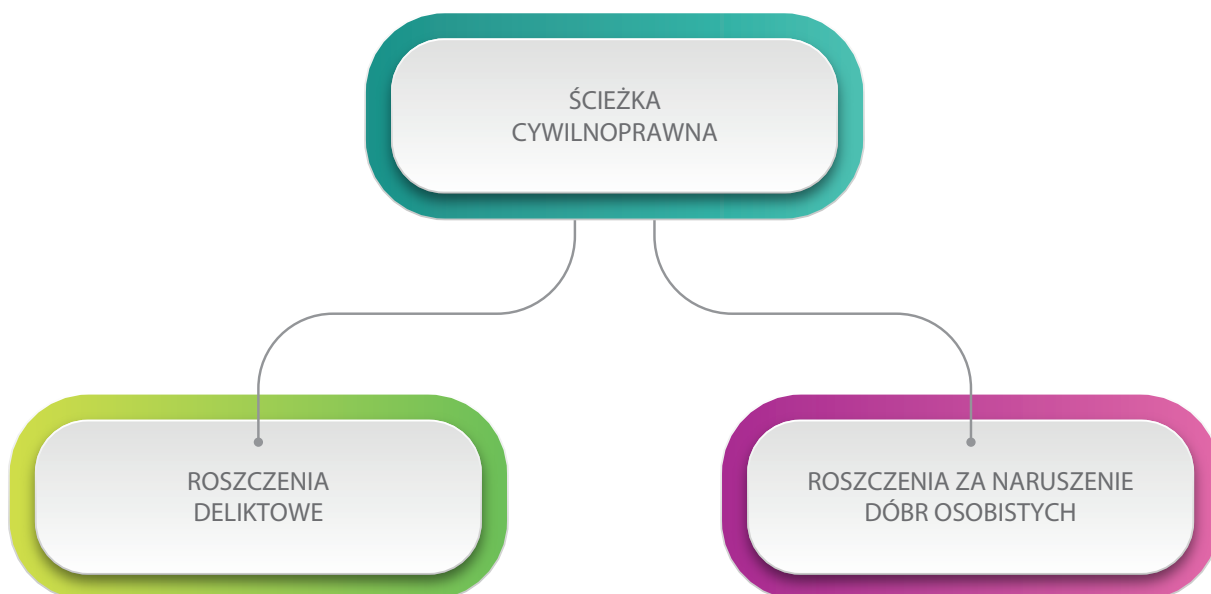 ŚCIEŻKA
CYWILNOPRAWNA
ROSZCZENIA
DELIKTOWE
ROSZCZENIA ZA NARUSZENIE
DÓBR OSOBISTYCH